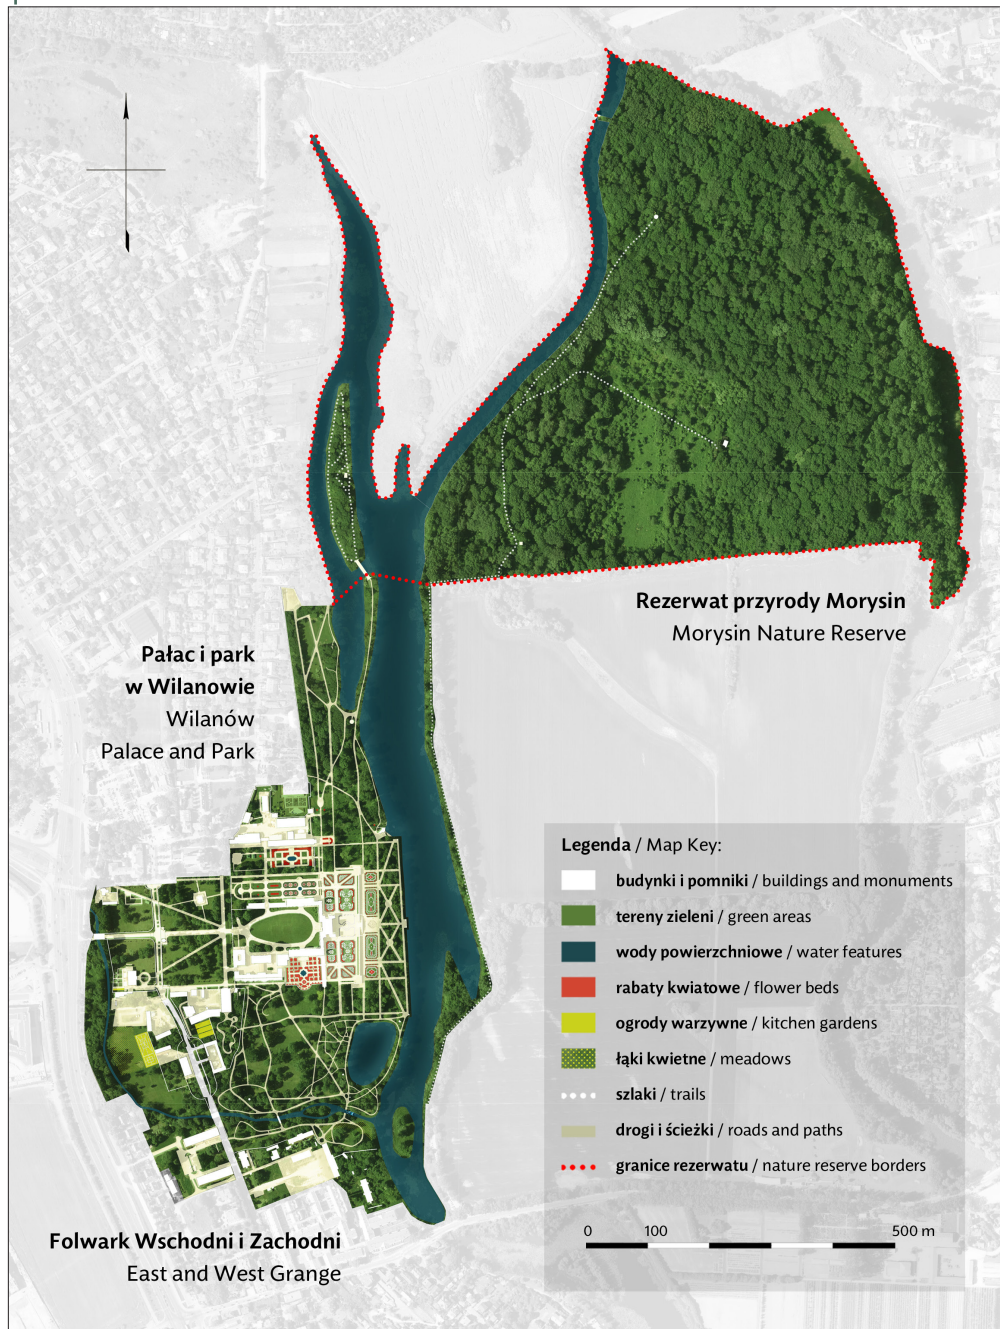 Rezerwat przyrody Morysin
Morysin Nature Reserve
Pałac i park
w Wilanowie
Wilanów
Palace and Park
Legenda / Map Key:
budynki i pomniki / buildings and monuments
tereny zieleni / green areas
wody powierzchniowe / water features
rabaty kwiatowe / flower beds
ogrody warzywne / kitchen gardens
łąki kwietne / meadows
szlaki / trails
drogi i ścieżki / roads and paths
granice rezerwatu / nature reserve borders
0 100 500 m
Folwark Wschodni i Zachodni
East and West Grange